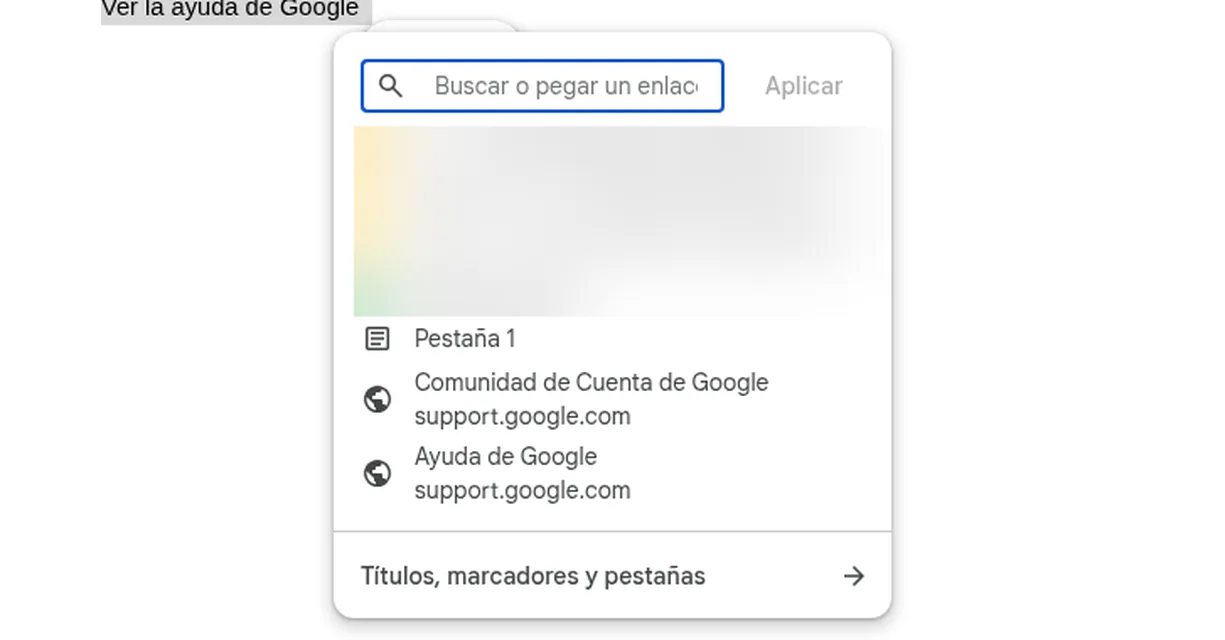 Ver la ayuda de Google
Buscar o pegar un enlac
Aplicar
Pestaña 1
Comunidad de Cuenta de Google
support.google.com
Ayuda de Google
support.google.com
Títulos, marcadores y pestañas